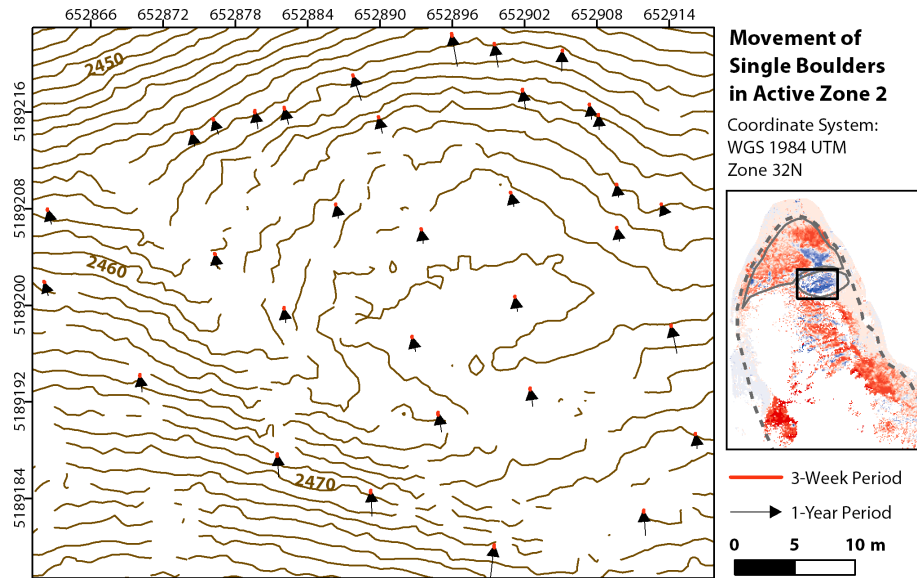 652866 652872 652878 652884 652890 652896 652902 652908 652914
5189216
5189208
5189200
5189192
5189184
2450
2460
2470
Movement of
Single Boulders
in Active Zone 2
Coordinate System:
WGS 1984 UTM
Zone 32N
3-Week Period
1-Year Period
0 5 10 m